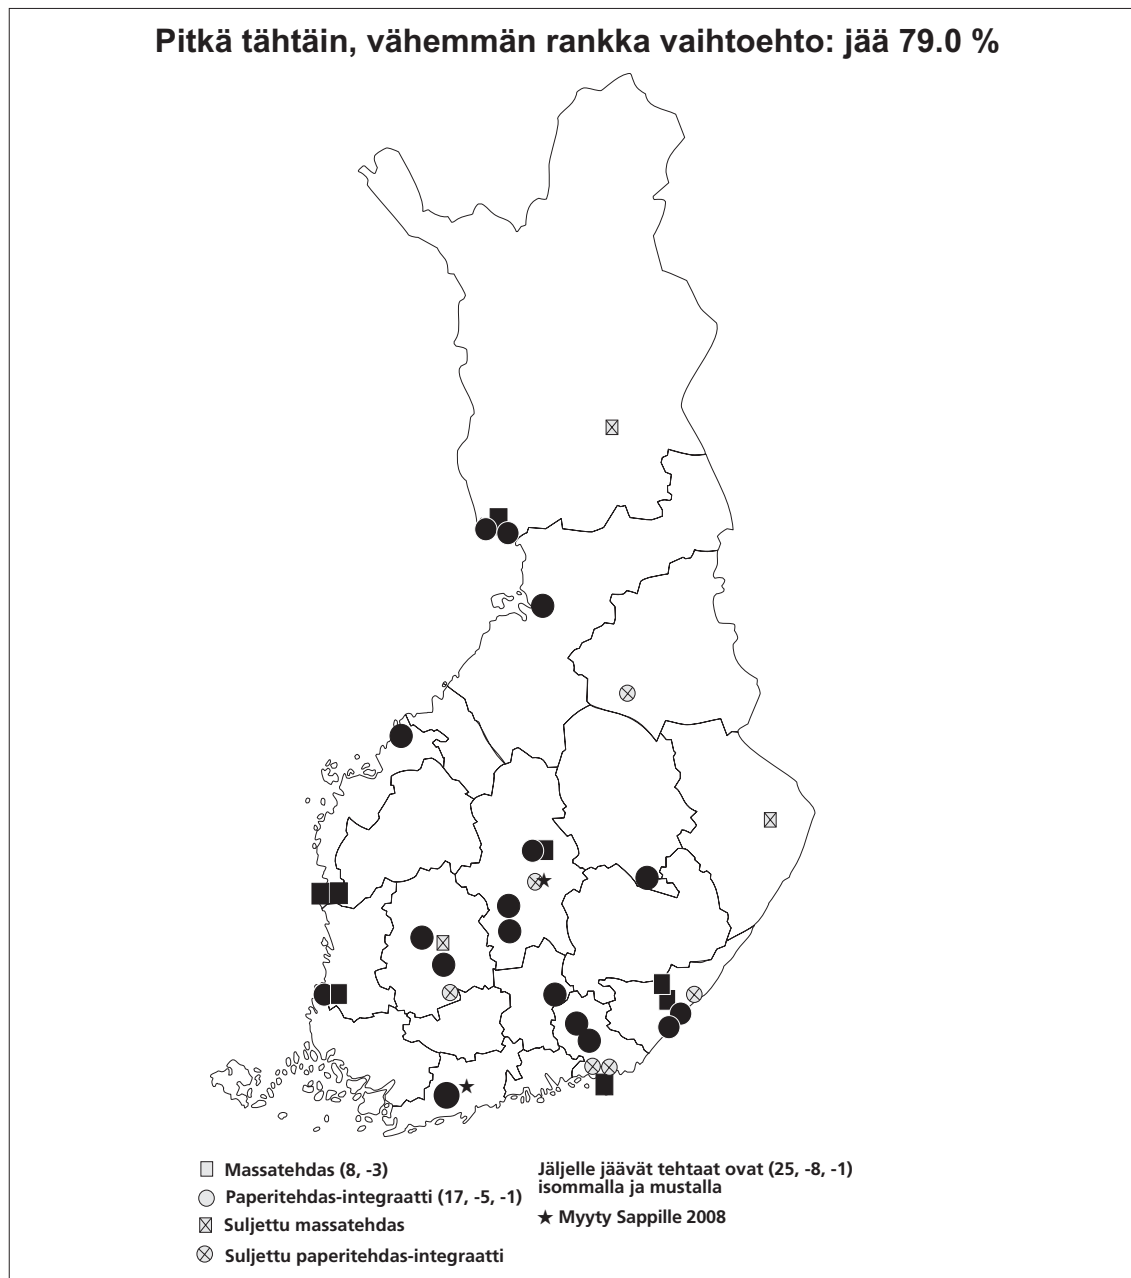 Pitkä tähtäin, vähemmän rankka vaihtoehto: jää 79.0 %
Massatehdas (8, -3)
Paperitehdas-integraatti (17, -5, -1)
Suljettu massatehdas
Suljettu paperitehdas-integraatti
Jäljelle jäävät tehtaat ovat (25, -8, -1)
isommalla ja mustalla
Myyty Sappille 2008